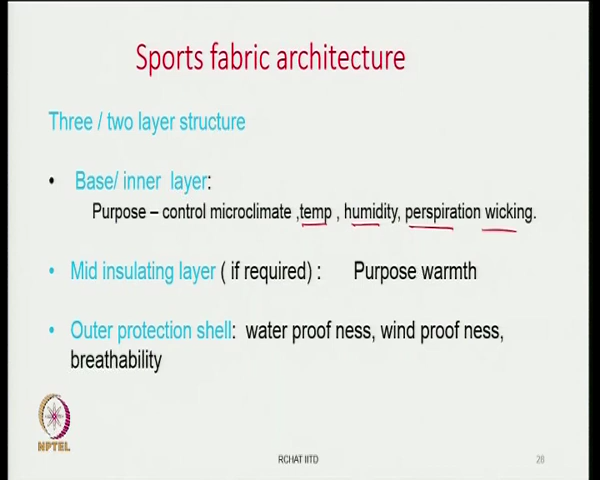 Sports fabric architecture
Three / two layer structure
• Base/ inner layer:
Purpose – control microclimate ,temp , humidity, perspiration wicking.
• Mid insulating layer ( if required) : Purpose warmth
• Outer protection shell: water proof ness, wind proof ness,
breathability
NPTEL
RCHAT IITD
28